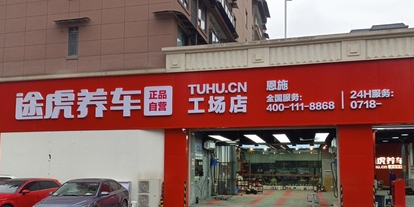 途虎养车
正品
自营
TUHU.CN
工场店
恩施
全国服务:
400-111-8868
24H服务:
0718-
途虎养车